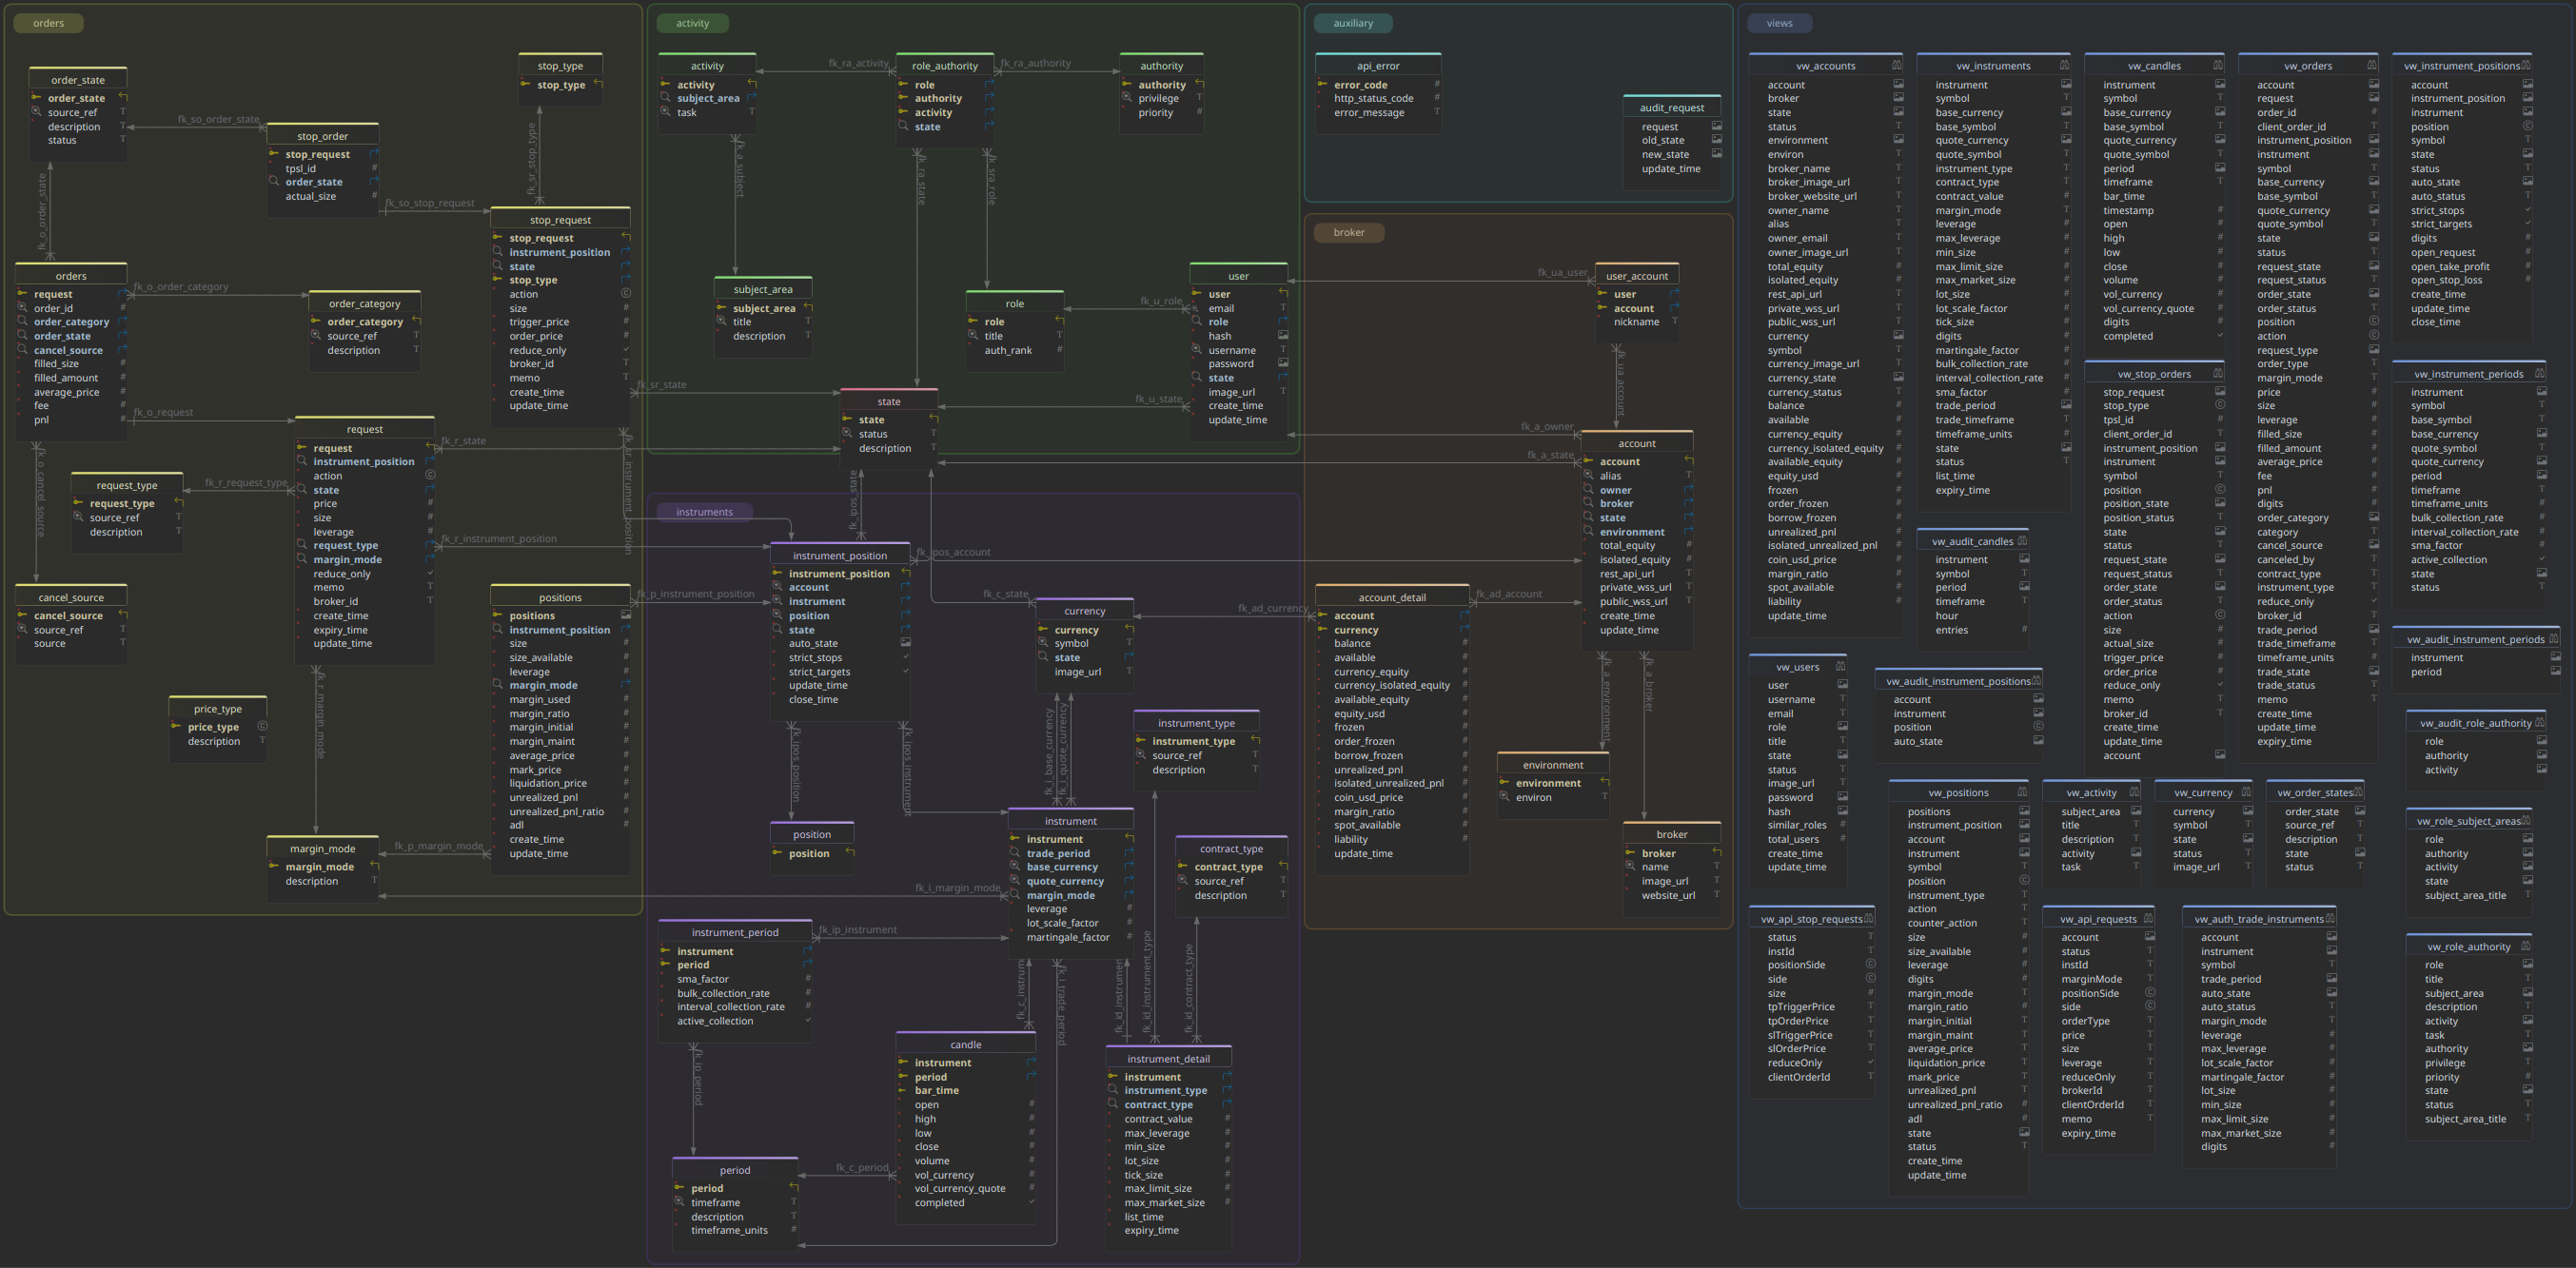 orders
order_state
order_state
source_ref
description
status
stop_type
stop_type
fk_so_order_state
stop_order
stop_request
tpsl_id
order_state
actual_size
fk_sr_stop_type
fk_o_order_state
fk_so_stop_request
stop_request
stop_request
instrument_position
state
stop_type
action
size
trigger_price
order_price
reduce_only
broker_id
memo
create_time
update_time
orders
request
order_id
order_category
order_state
cancel_source
filled_size
filled_amount
average_price
fee
pnl
fk_o_order_category
order_category
order_category
source_ref
description
fk_o_request
request
request
instrument_position
action
state
price
size
leverage
request_type
margin_mode
reduce_only
memo
broker_id
create_time
expiry_time
update_time
fk_sr_state
fk_r_state
fk_o_cancel_source
request_type
request_type
source_ref
description
fk_r_request_type
fk_sr_instrument_position
fk_r_instrument_position
cancel_source
cancel_source
source_ref
source
positions
positions
instrument_position
size
size_available
leverage
margin_mode
margin_used
margin_ratio
margin_initial
margin_maint
average_price
mark_price
liquidation_price
unrealized_pnl
unrealized_pnl_ratio
adl
create_time
update_time
fk_p_instrument_position
fk_r_margin_mode
price_type
price_type
description
margin_mode
margin_mode
description
fk_p_margin_mode
activity
activity
activity
subject_area
task
fk_ra_activity
role_authority
role
authority
activity
state
fk_ra_authority
authority
authority
privilege
priority
fk_a_subject
fk_ra_state
fk_sra_role
subject_area
subject_area
title
description
role
role
title
auth_rank
fk_u_role
user
user
email
role
hash
username
password
state
image_url
create_time
update_time
state
state
status
description
fk_u_state
instruments
fk_ipos_state
instrument_position
instrument_position
account
instrument
position
state
auto_state
strict_stops
strict_targets
update_time
close_time
fk_ipos_account
fk_c_state
currency
currency
symbol
state
image_url
fk_ipos_position
fk_ipos_instrument
fk_i_base_currency
fk_i_quote_currency
instrument_type
instrument_type
source_ref
description
position
position
instrument
instrument
trade_period
base_currency
quote_currency
margin_mode
leverage
lot_scale_factor
martingale_factor
fk_i_margin_mode
contract_type
contract_type
source_ref
description
instrument_period
instrument
period
sma_factor
bulk_collection_rate
interval_collection_rate
active_collection
fk_ip_instrument
fk_c_instrum
fk_i_trade_period
fk_id_instrument
fk_id_instrument_type
fk_id_contract_type
candle
instrument
period
bar_time
open
high
low
close
volume
vol_currency
vol_currency_quote
completed
instrument_detail
instrument
instrument_type
contract_type
contract_value
max_leverage
min_size
lot_size
tick_size
max_limit_size
max_market_size
list_time
expiry_time
fk_ip_period
period
period
timeframe
description
timeframe_units
fk_c_period
auxiliary
api_error
error_code
http_status_code
error_message
audit_request
request
old_state
new_state
update_time
broker
fk_ua_user
user_account
user
account
nickname
fk_ua_account
fk_a_owner
fk_a_state
account
account
alias
owner
broker
state
environment
total_equity
isolated_equity
rest_api_url
private_wss_url
public_wss_url
create_time
update_time
fk_ad_currency
account_detail
account
currency
balance
available
currency_equity
currency_isolated_equity
available_equity
equity_usd
frozen
order_frozen
borrow_frozen
unrealized_pnl
isolated_unrealized_pnl
coin_usd_price
margin_ratio
spot_available
liability
update_time
fk_ad_account
fk_a_environment
fk_a_broker
environment
environment
environ
broker
broker
name
image_url
website_url
views
vw_accounts
account
broker
state
status
environment
environ
broker_name
broker_image_url
broker_website_url
owner_name
alias
owner_email
owner_image_url
total_equity
isolated_equity
rest_api_url
private_wss_url
public_wss_url
currency
symbol
currency_image_url
currency_state
currency_status
balance
available
currency_equity
currency_isolated_equity
available_equity
equity_usd
frozen
order_frozen
borrow_frozen
unrealized_pnl
isolated_unrealized_pnl
coin_usd_price
margin_ratio
spot_available
liability
update_time
vw_instruments
instrument
symbol
base_currency
base_symbol
quote_currency
quote_symbol
instrument_type
contract_type
contract_value
margin_mode
leverage
max_leverage
min_size
max_limit_size
max_market_size
lot_size
lot_scale_factor
tick_size
digits
martingale_factor
bulk_collection_rate
interval_collection_rate
sma_factor
trade_period
trade_timeframe
timeframe_units
state
status
list_time
expiry_time
vw_candles
instrument
symbol
base_currency
base_symbol
quote_currency
quote_symbol
period
timeframe
bar_time
timestamp
open
high
low
close
volume
vol_currency
vol_currency_quote
digits
completed
vw_orders
account
request
order_id
client_order_id
instrument_position
instrument
symbol
base_currency
base_symbol
quote_currency
quote_symbol
state
status
request_state
request_status
order_state
order_status
position
action
request_type
order_type
margin_mode
price
size
leverage
filled_size
filled_amount
average_price
fee
pnl
digits
order_category
category
cancel_source
canceled_by
contract_type
instrument_type
reduce_only
broker_id
trade_period
trade_timeframe
timeframe_units
trade_state
trade_status
memo
create_time
update_time
expiry_time
vw_instrument_positions
account
instrument_position
instrument
position
symbol
state
status
auto_state
auto_status
strict_stops
strict_targets
digits
open_request
open_take_profit
open_stop_loss
create_time
update_time
close_time
vw_stop_orders
stop_request
stop_type
tpsl_id
client_order_id
instrument_position
instrument
symbol
position
position_state
position_status
state
status
request_state
request_status
order_state
order_status
action
size
actual_size
trigger_price
order_price
reduce_only
memo
broker_id
create_time
update_time
account
vw_instrument_periods
instrument
symbol
base_currency
base_symbol
quote_symbol
quote_currency
period
timeframe
timeframe_units
bulk_collection_rate
interval_collection_rate
sma_factor
active_collection
state
status
vw_audit_candles
instrument
symbol
period
timeframe
hour
entries
vw_audit_instrument_periods
instrument
period
vw_users
user
username
email
role
title
state
status
image_url
password
hash
similar_roles
total_users
create_time
update_time
vw_audit_instrument_positions
account
instrument
position
auto_state
vw_audit_role_authority
role
authority
activity
vw_positions
positions
instrument_position
account
instrument
symbol
position
instrument_type
action
counter_action
size
size_available
leverage
digits
margin_mode
margin_ratio
margin_initial
margin_maint
average_price
liquidation_price
mark_price
unrealized_pnl
unrealized_pnl_ratio
adl
state
status
create_time
update_time
vw_activity
subject_area
title
description
activity
task
vw_currency
currency
symbol
state
status
image_url
vw_order_states
order_state
source_ref
description
state
status
vw_role_subject_areas
role
authority
activity
state
subject_area_title
vw_api_stop_requests
status
instId
positionSide
side
size
tpTriggerPrice
tpOrderPrice
slTriggerPrice
slOrderPrice
reduceOnly
clientOrderId
vw_api_requests
account
status
instId
marginMode
positionSide
side
orderType
price
size
leverage
reduceOnly
brokerId
clientOrderId
memo
expiry_time
vw_auth_trade_instruments
account
instrument
symbol
trade_period
auto_state
auto_status
margin_mode
leverage
max_leverage
lot_scale_factor
martingale_factor
lot_size
min_size
max_limit_size
max_market_size
digits
vw_role_authority
role
title
subject_area
description
activity
task
authority
privilege
priority
state
status
subject_area_title